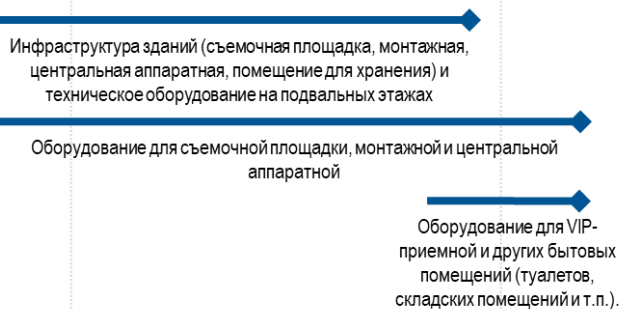 Инфраструктура зданий (съемочная площадка, монтажная,
центральная аппаратная, помещение для хранения) и
техническое оборудование на подвальных этажах
Оборудование для съемочной площадки, монтажной и центральной
аппаратной
Оборудование для VIP-
приемной и других бытовых
помещений (туалетов,
складских помещений и т.п.).